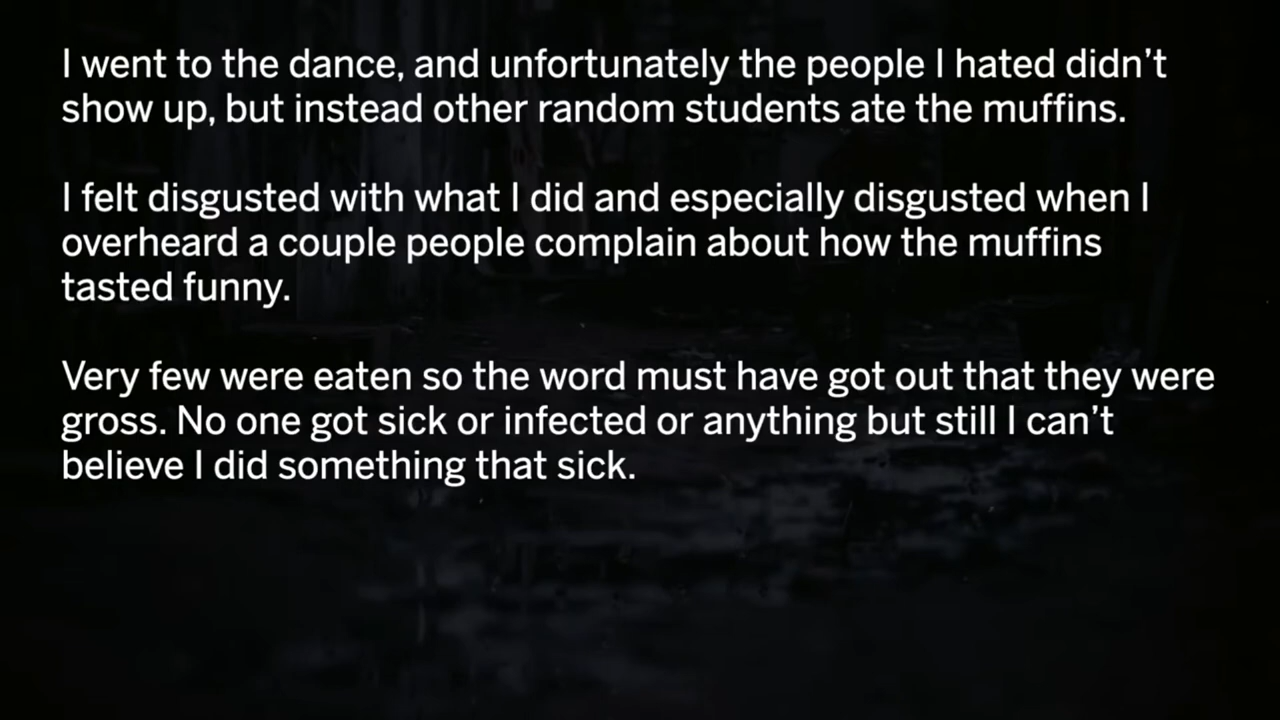 I went to the dance, and unfortunately the people I hated didn’t
show up, but instead other random students ate the muffins.
I felt disgusted with what I did and especially disgusted when I
overheard a couple people complain about how the muffins
tasted funny.
Very few were eaten so the word must have got out that they were
gross. No one got sick or infected or anything but still I can’t
believe I did something that sick.